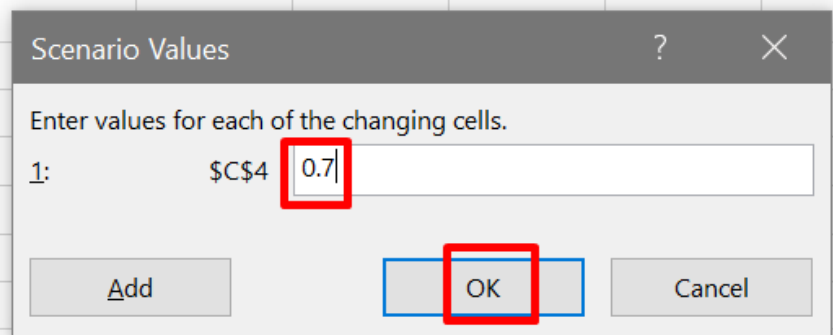 Scenario Values ?
Enter values for each of the changing cells.
1: $C$4 0.7
Add OK Cancel